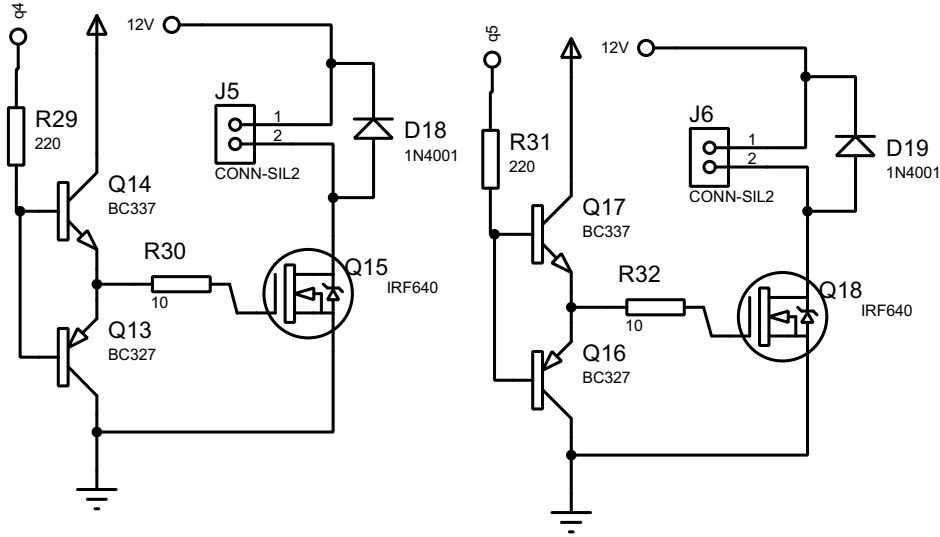 q4
12V
J5
1
2
CONN-SIL2
R29
220
D18
1N4001
Q14
BC337
R30
10
Q15
IRF640
Q13
BC327
q5
12V
J6
1
2
CONN-SIL2
R31
220
D19
1N4001
Q17
BC337
R32
10
Q18
IRF640
Q16
BC327